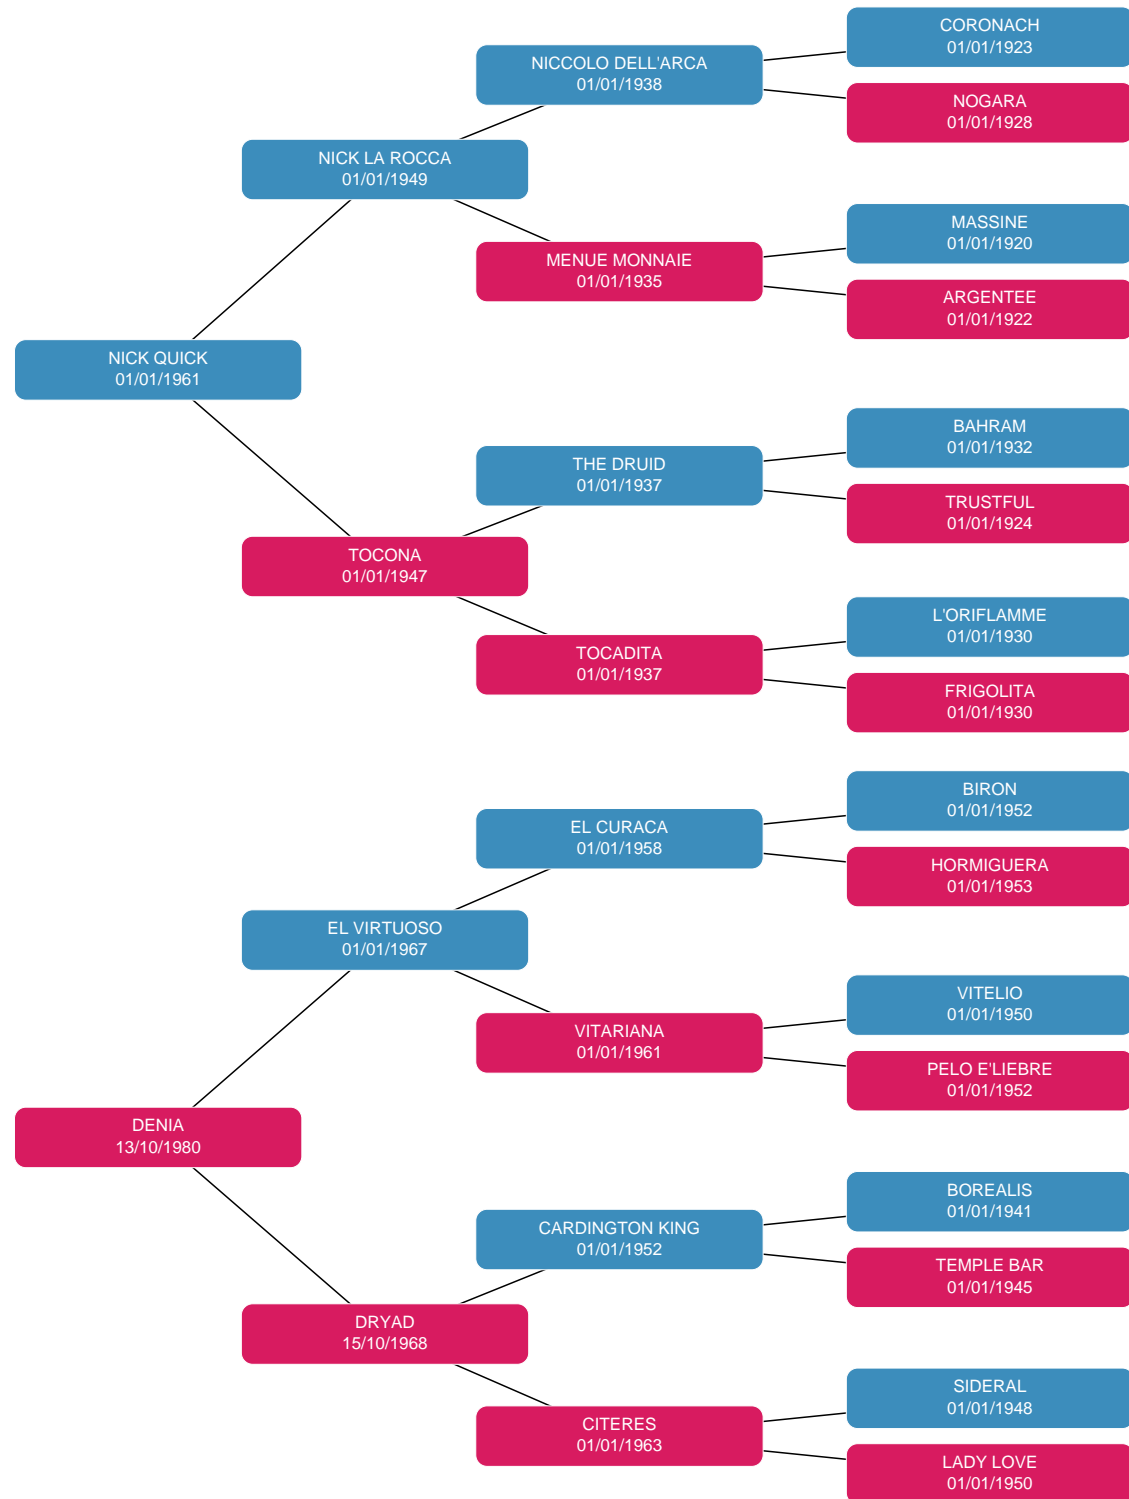 CORONACH
01/01/1923
NICCOLO DELL'ARCA
01/01/1938
NOGARA
01/01/1928
NICK LA ROCCA
01/01/1949
MASSINE
01/01/1920
MENUE MONNAIE
01/01/1935
ARGENTEE
01/01/1922
NICK QUICK
01/01/1961
BAHRAM
01/01/1932
THE DRUID
01/01/1937
TRUSTFUL
01/01/1924
TOCONA
01/01/1947
L'ORIFLAMME
01/01/1930
TOCADITA
01/01/1937
FRIGOLITA
01/01/1930
BIRON
01/01/1952
EL CURACA
01/01/1958
HORMIGUERA
01/01/1953
EL VIRTUOSO
01/01/1967
VITELIO
01/01/1950
VITARIANA
01/01/1961
PELO E'LIEBRE
01/01/1952
DENIA
13/10/1980
BOREALIS
01/01/1941
CARDINGTON KING
01/01/1952
TEMPLE BAR
01/01/1945
DRYAD
15/10/1968
SIDERAL
01/01/1948
CITERES
01/01/1963
LADY LOVE
01/01/1950